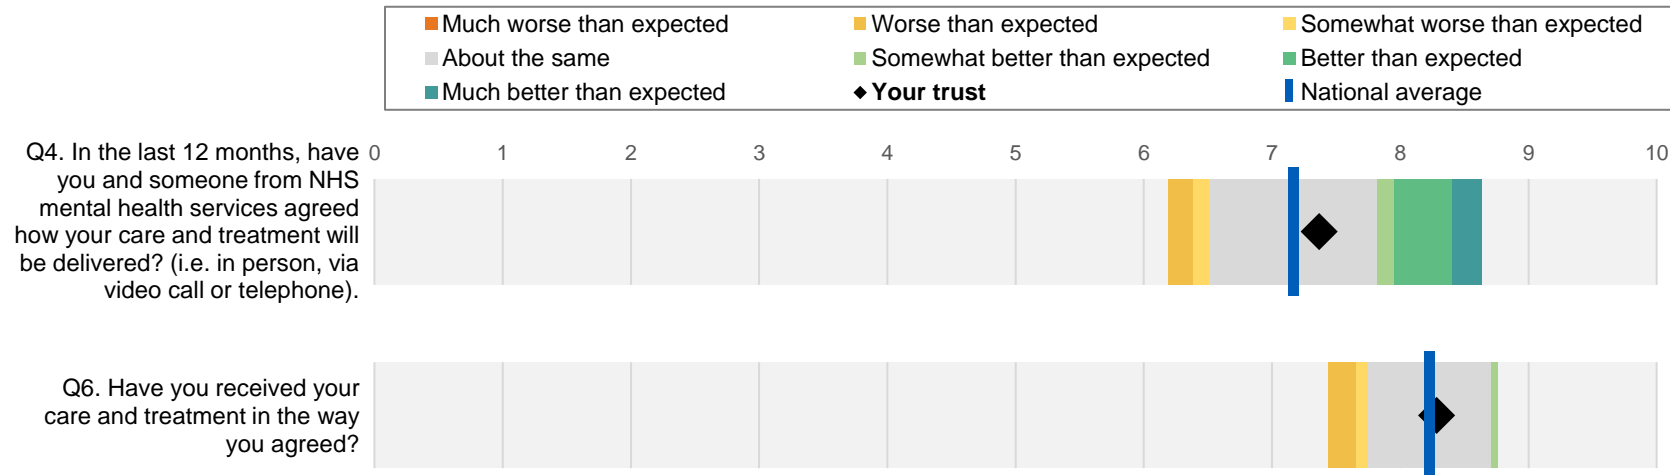 Much worse than expected
Worse than expected
Somewhat worse than expected
About the same
Somewhat better than expected
Better than expected
Much better than expected
Your trust
National average
Q4. In the last 12 months, have
you and someone from NHS
mental health services agreed
how your care and treatment will
be delivered? (i.e. in person, via
video call or telephone).
0 1 2 3 4 5 6 7 8 9 10
Q6. Have you received your
care and treatment in the way
you agreed?